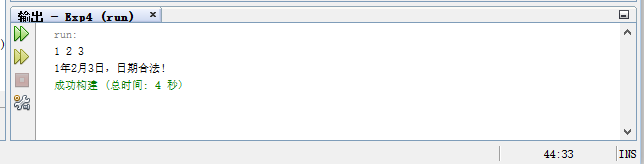 输出 - Exp4 (run)
run:
1 2 3
1年2月3日，日期合法！
成功构建 (总时间: 4 秒)
44:33
INS